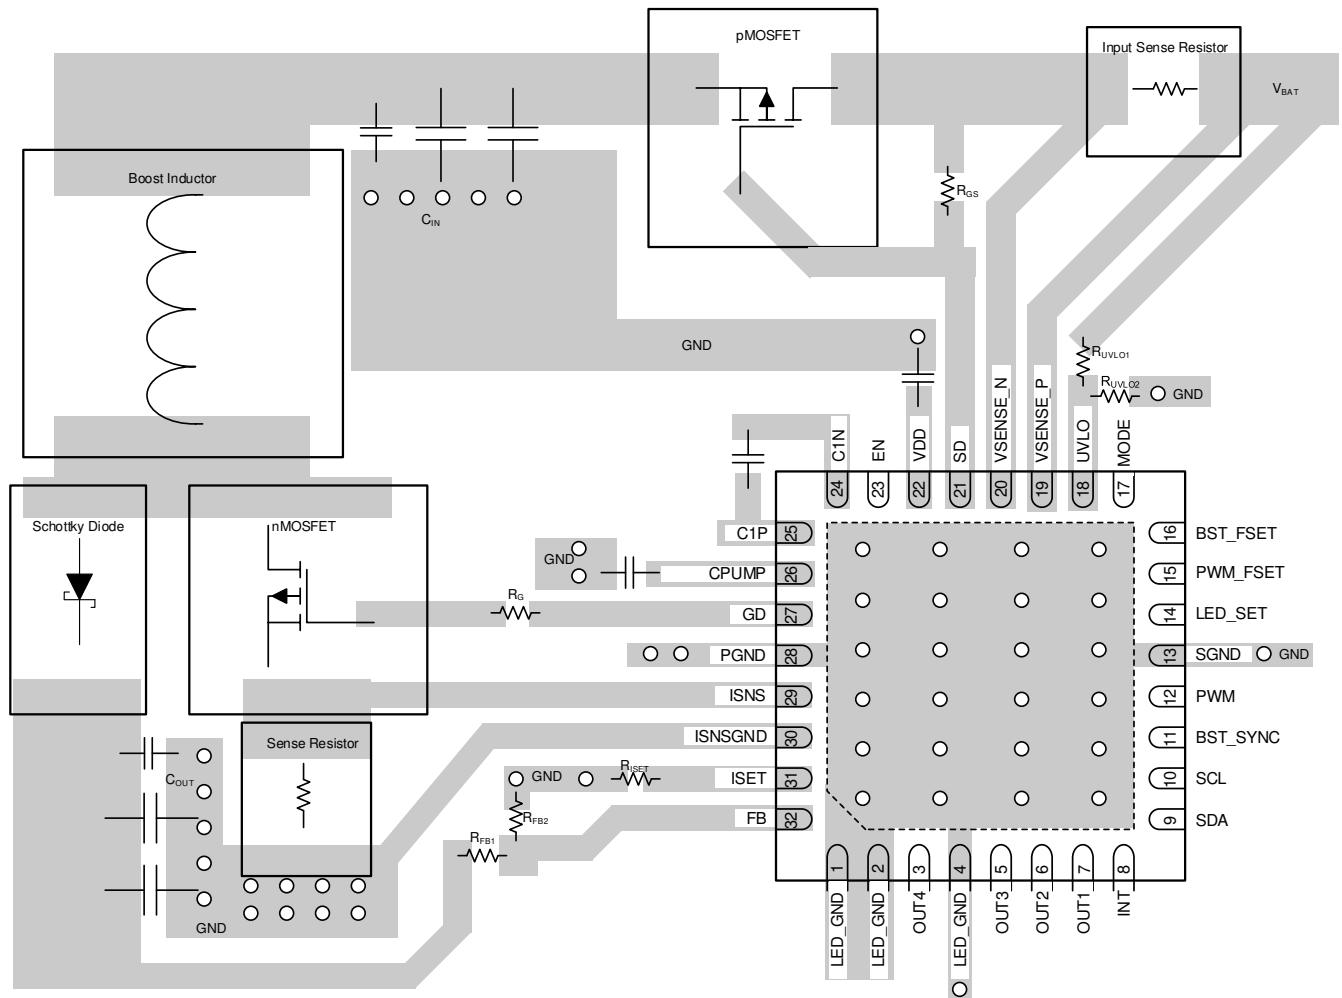 pMOSFET
Input Sense Resistor
VBAT
Boost Inductor
CIN
RGS
GND
RUVLO1
RUVLO2
GND
C1N
EN
VDD
SD
VSENSE_N
VSENSE_P
UVLO
MODE
24
23
22
21
20
19
18
17
Schottky Diode
nMOSFET
C1P
25
16
BST_FSET
GND
CPUMP
26
15
PWM_FSET
RG
GD
27
14
LED_SET
PGND
28
13
SGND
GND
ISNS
29
12
PWM
Sense Resistor
ISNSGND
30
11
BST_SYNC
COUT
GND
RISET
ISET
31
10
SCL
RFB2
FB
32
9
SDA
RFB1
1
2
3
4
5
6
7
8
LED_GND
LED_GND
OUT4
LED_GND
OUT3
OUT2
OUT1
INT
GND